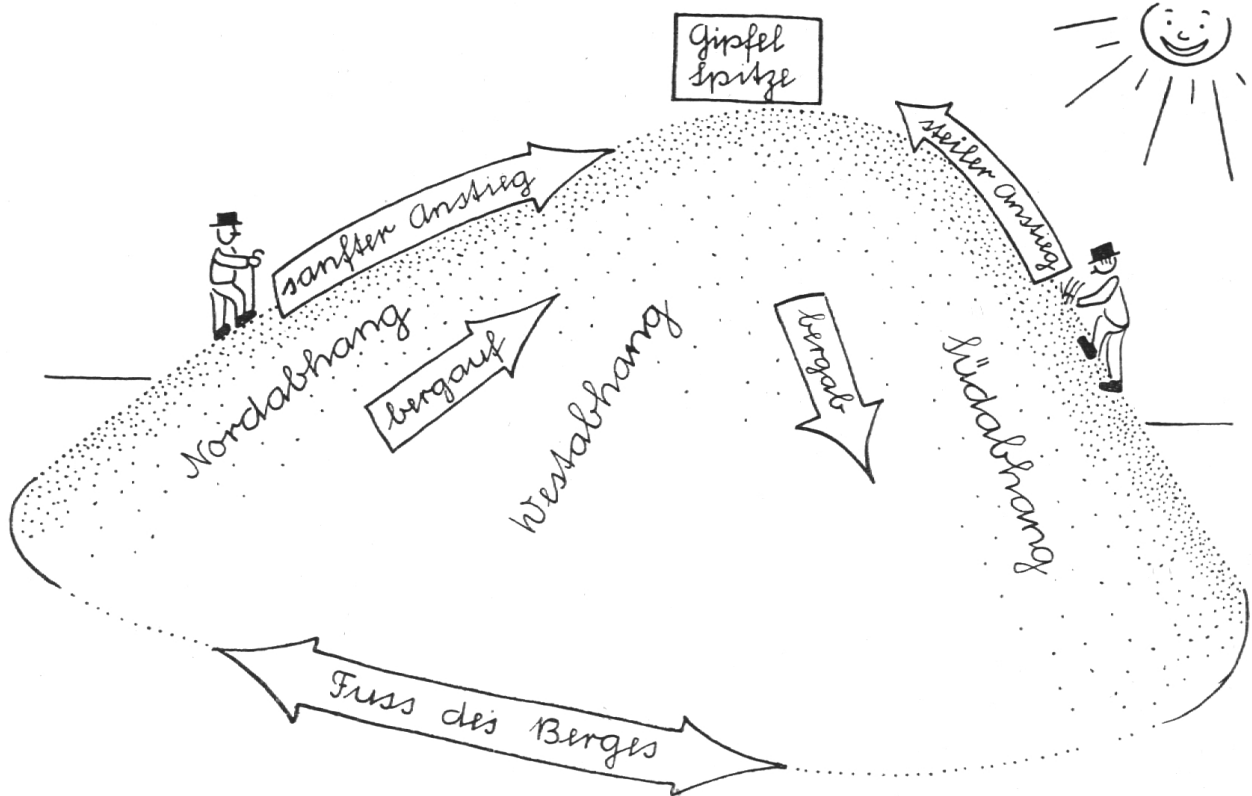 Gipfel
Spitze
sanfter Anstieg
steiler Anstieg
Nordabhang
bergauf
Westabhang
bergab
Südabhang
Fuss des Berges